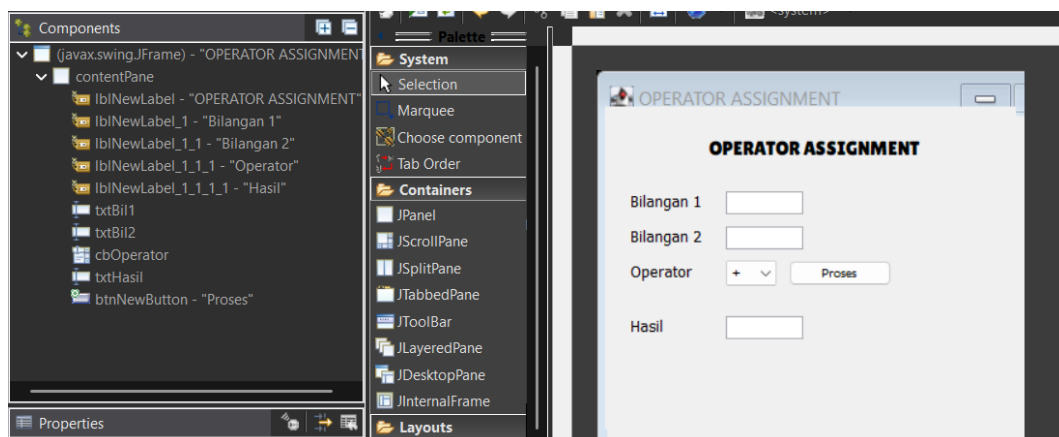 <system>
Components
(javax.swing.JFrame) - "OPERATOR ASSIGNMENT
contentPane
lblNewLabel - "OPERATOR ASSIGNMENT"
lblNewLabel_1 - "Bilangan 1"
lblNewLabel_1_1 - "Bilangan 2"
lblNewLabel_1_1_1 - "Operator"
lblNewLabel_1_1_1_1 - "Hasil"
txtBil1
txtBil2
cbOperator
txtHasil
btnNewButton - "Proses"
Properties
Palette
System
Selection
Marquee
Choose component
Tab Order
Containers
JPanel
JScrollPane
JSplitPane
JTabbedPane
JToolBar
JLayeredPane
JDesktopPane
JInternalFrame
Layouts
OPERATOR ASSIGNMENT
OPERATOR ASSIGNMENT
Bilangan 1
Bilangan 2
Operator + Proses
Hasil